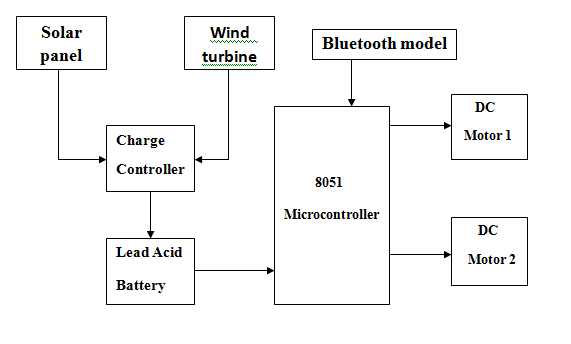 Solar
panel
Wind
turbine
Bluetooth model
Charge
Controller
8051
Microcontroller
DC
Motor 1
Lead Acid
Battery
DC
Motor 2